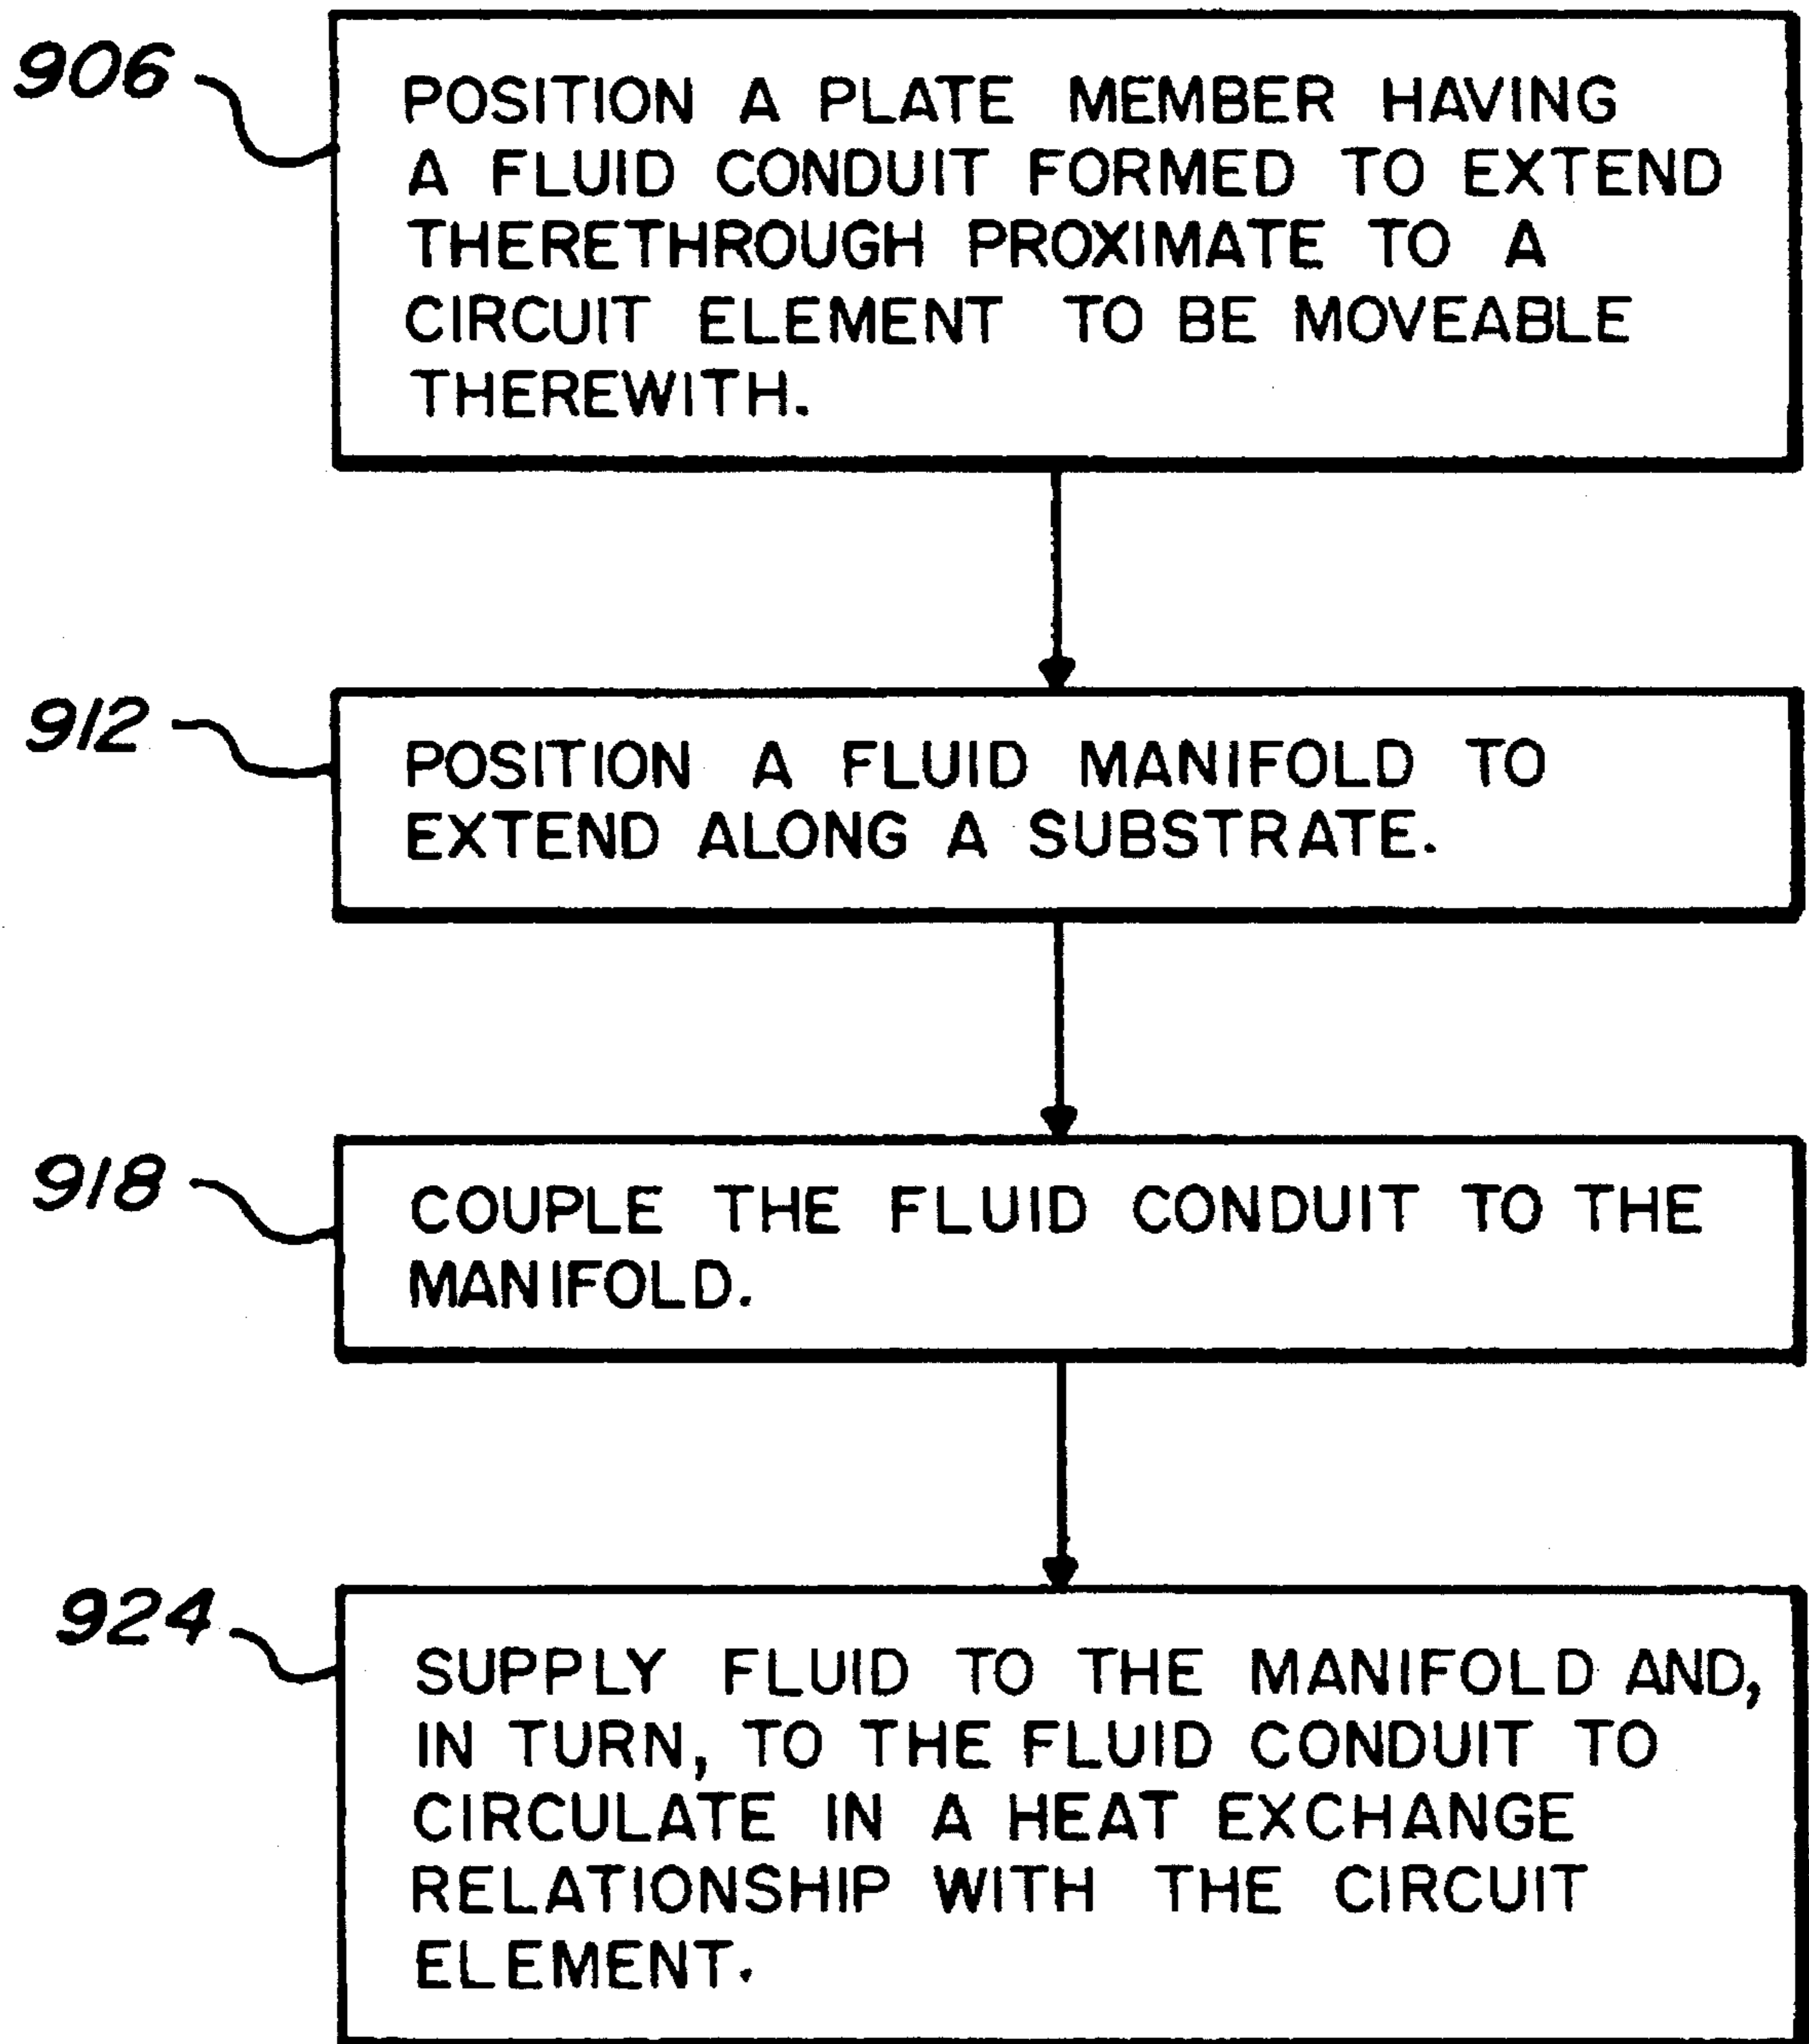 906
POSITION A PLATE MEMBER HAVING
A FLUID CONDUIT FORMED TO EXTEND
THERETHROUGH PROXIMATE TO A
CIRCUIT ELEMENT TO BE MOVEABLE
THEREWITH.
912
POSITION A FLUID MANIFOLD TO
EXTEND ALONG A SUBSTRATE.
918
COUPLE THE FLUID CONDUIT TO THE
MANIFOLD.
924
SUPPLY FLUID TO THE MANIFOLD AND,
IN TURN, TO THE FLUID CONDUIT TO
CIRCULATE IN A HEAT EXCHANGE
RELATIONSHIP WITH THE CIRCUIT
ELEMENT.